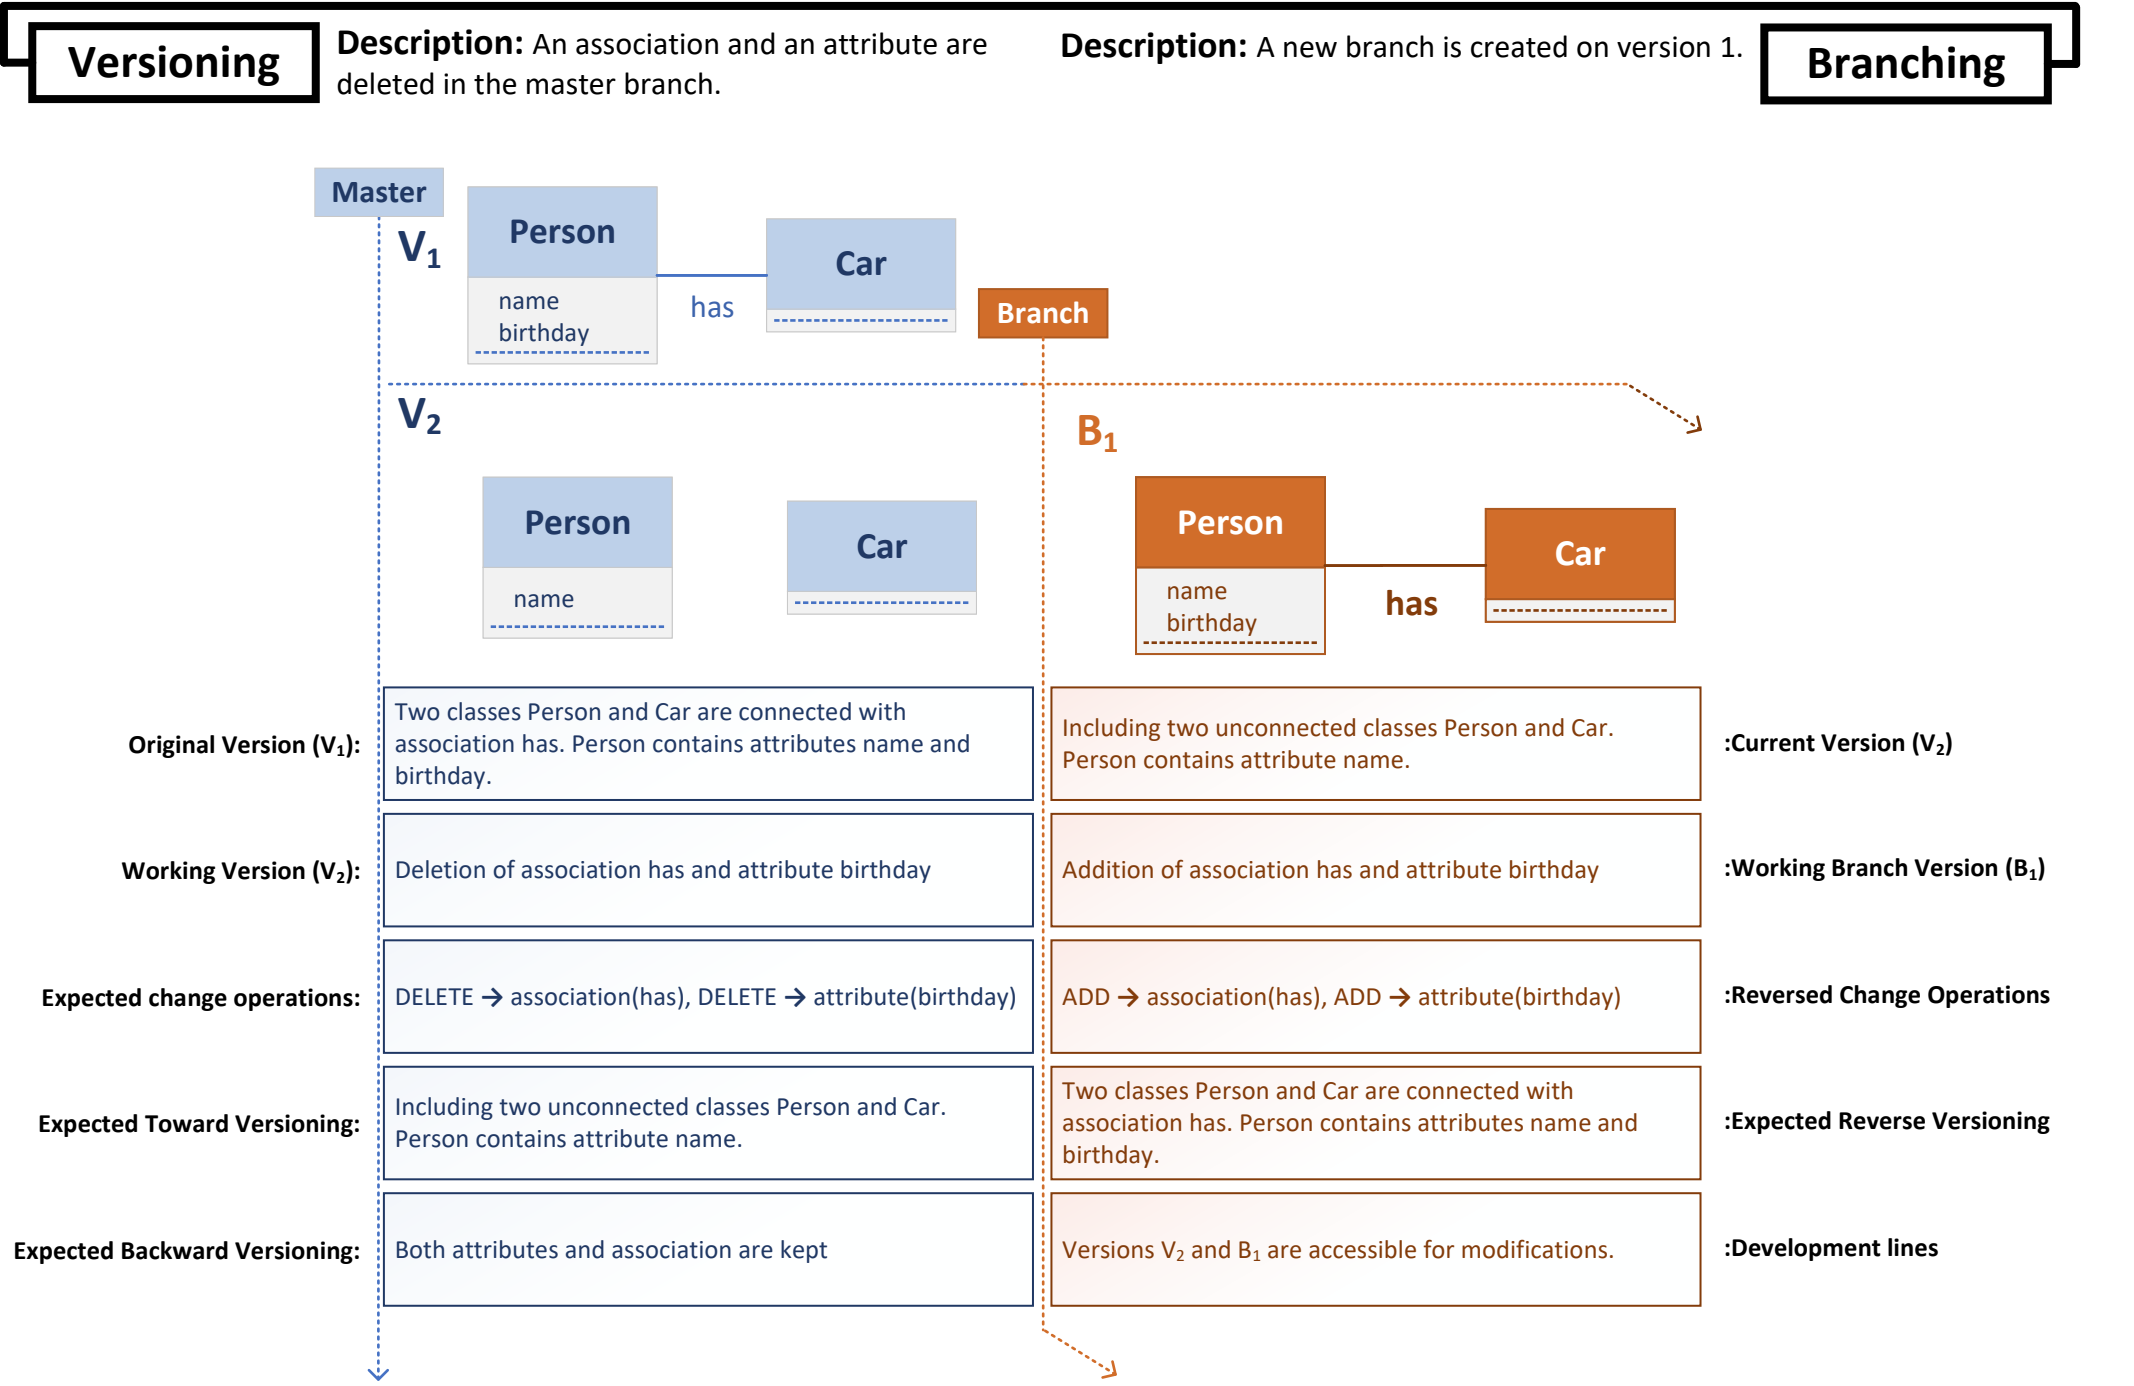 Versioning
Description: An association and an attribute are
deleted in the master branch.
Description: A new branch is created on version 1.
Branching
Master
V1
Person
name
birthday
has
Car
Branch
V2
Person
name
Car
B1
Person
name
birthday
has
Car
Original Version (V1):
Two classes Person and Car are connected with
association has. Person contains attributes name and
birthday.
Including two unconnected classes Person and Car.
Person contains attribute name.
:Current Version (V2)
Working Version (V2):
Deletion of association has and attribute birthday
Addition of association has and attribute birthday
:Working Branch Version (B1)
Expected change operations:
DELETE → association(has), DELETE → attribute(birthday)
ADD → association(has), ADD → attribute(birthday)
:Reversed Change Operations
Expected Toward Versioning:
Including two unconnected classes Person and Car.
Person contains attribute name.
Two classes Person and Car are connected with
association has. Person contains attributes name and
birthday.
:Expected Reverse Versioning
Expected Backward Versioning:
Both attributes and association are kept
Versions V2 and B1 are accessible for modifications.
:Development lines